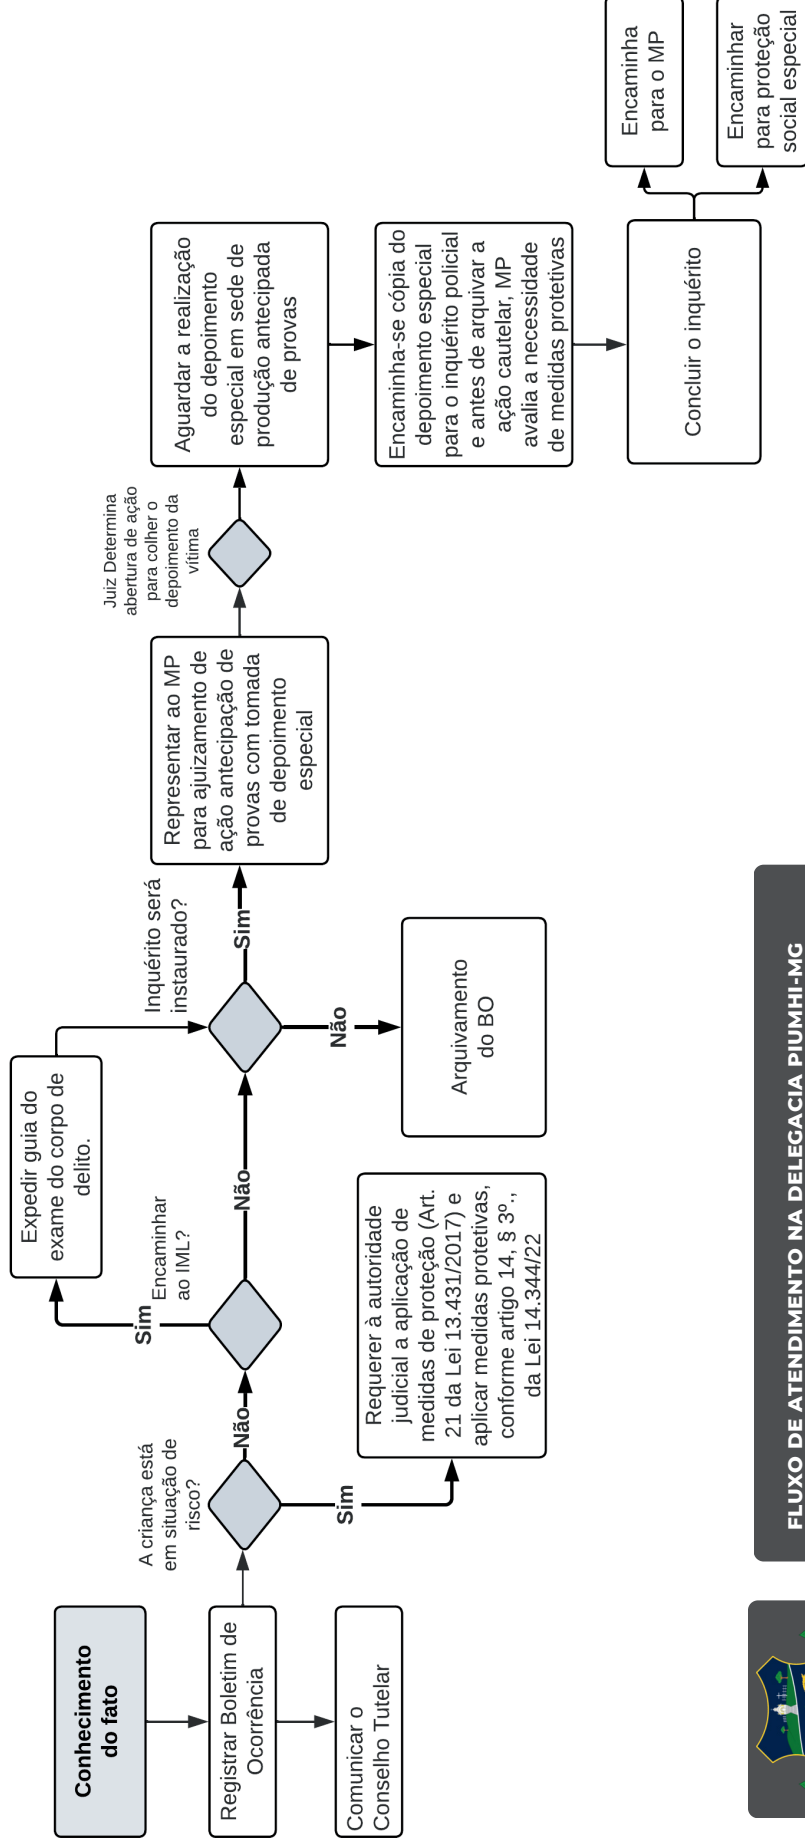 Conhecimento
do fato
Registrar Boletim de
Ocorrência
Comunicar o
Conselho Tutelar
A criança está
em situação de
risco?
Não
Sim
Requerer à autoridade
judicial a aplicação de
medidas de proteção (Art.
21 da Lei 13.431/2017) e
aplicar medidas protetivas,
conforme artigo 14, § 3º.,
da Lei 14.344/22
Encaminhar
ao IML?
Sim
Não
Expedir guia do
exame do corpo de
delito.
Inquérito será
instaurado?
Sim
Não
Arquivamento
do BO
Representar ao MP
para ajuizamento de
ação antecipação de
provas com tomada
de depoimento
especial
Juiz Determina
abertura de ação
para colher o
depoimento da
vítima
Aguardar a realização
do depoimento
especial em sede de
produção antecipada
de provas
Encaminha-se cópia do
depoimento especial
para o inquérito policial
e antes de arquivar a
ação cautelar, MP
avalia a necessidade
de medidas protetivas
Concluir o inquérito
Encaminha
para o MP
Encaminhar
para proteção
social especial
FLUXO DE ATENDIMENTO NA DELEGACIA PIUMHI-MG